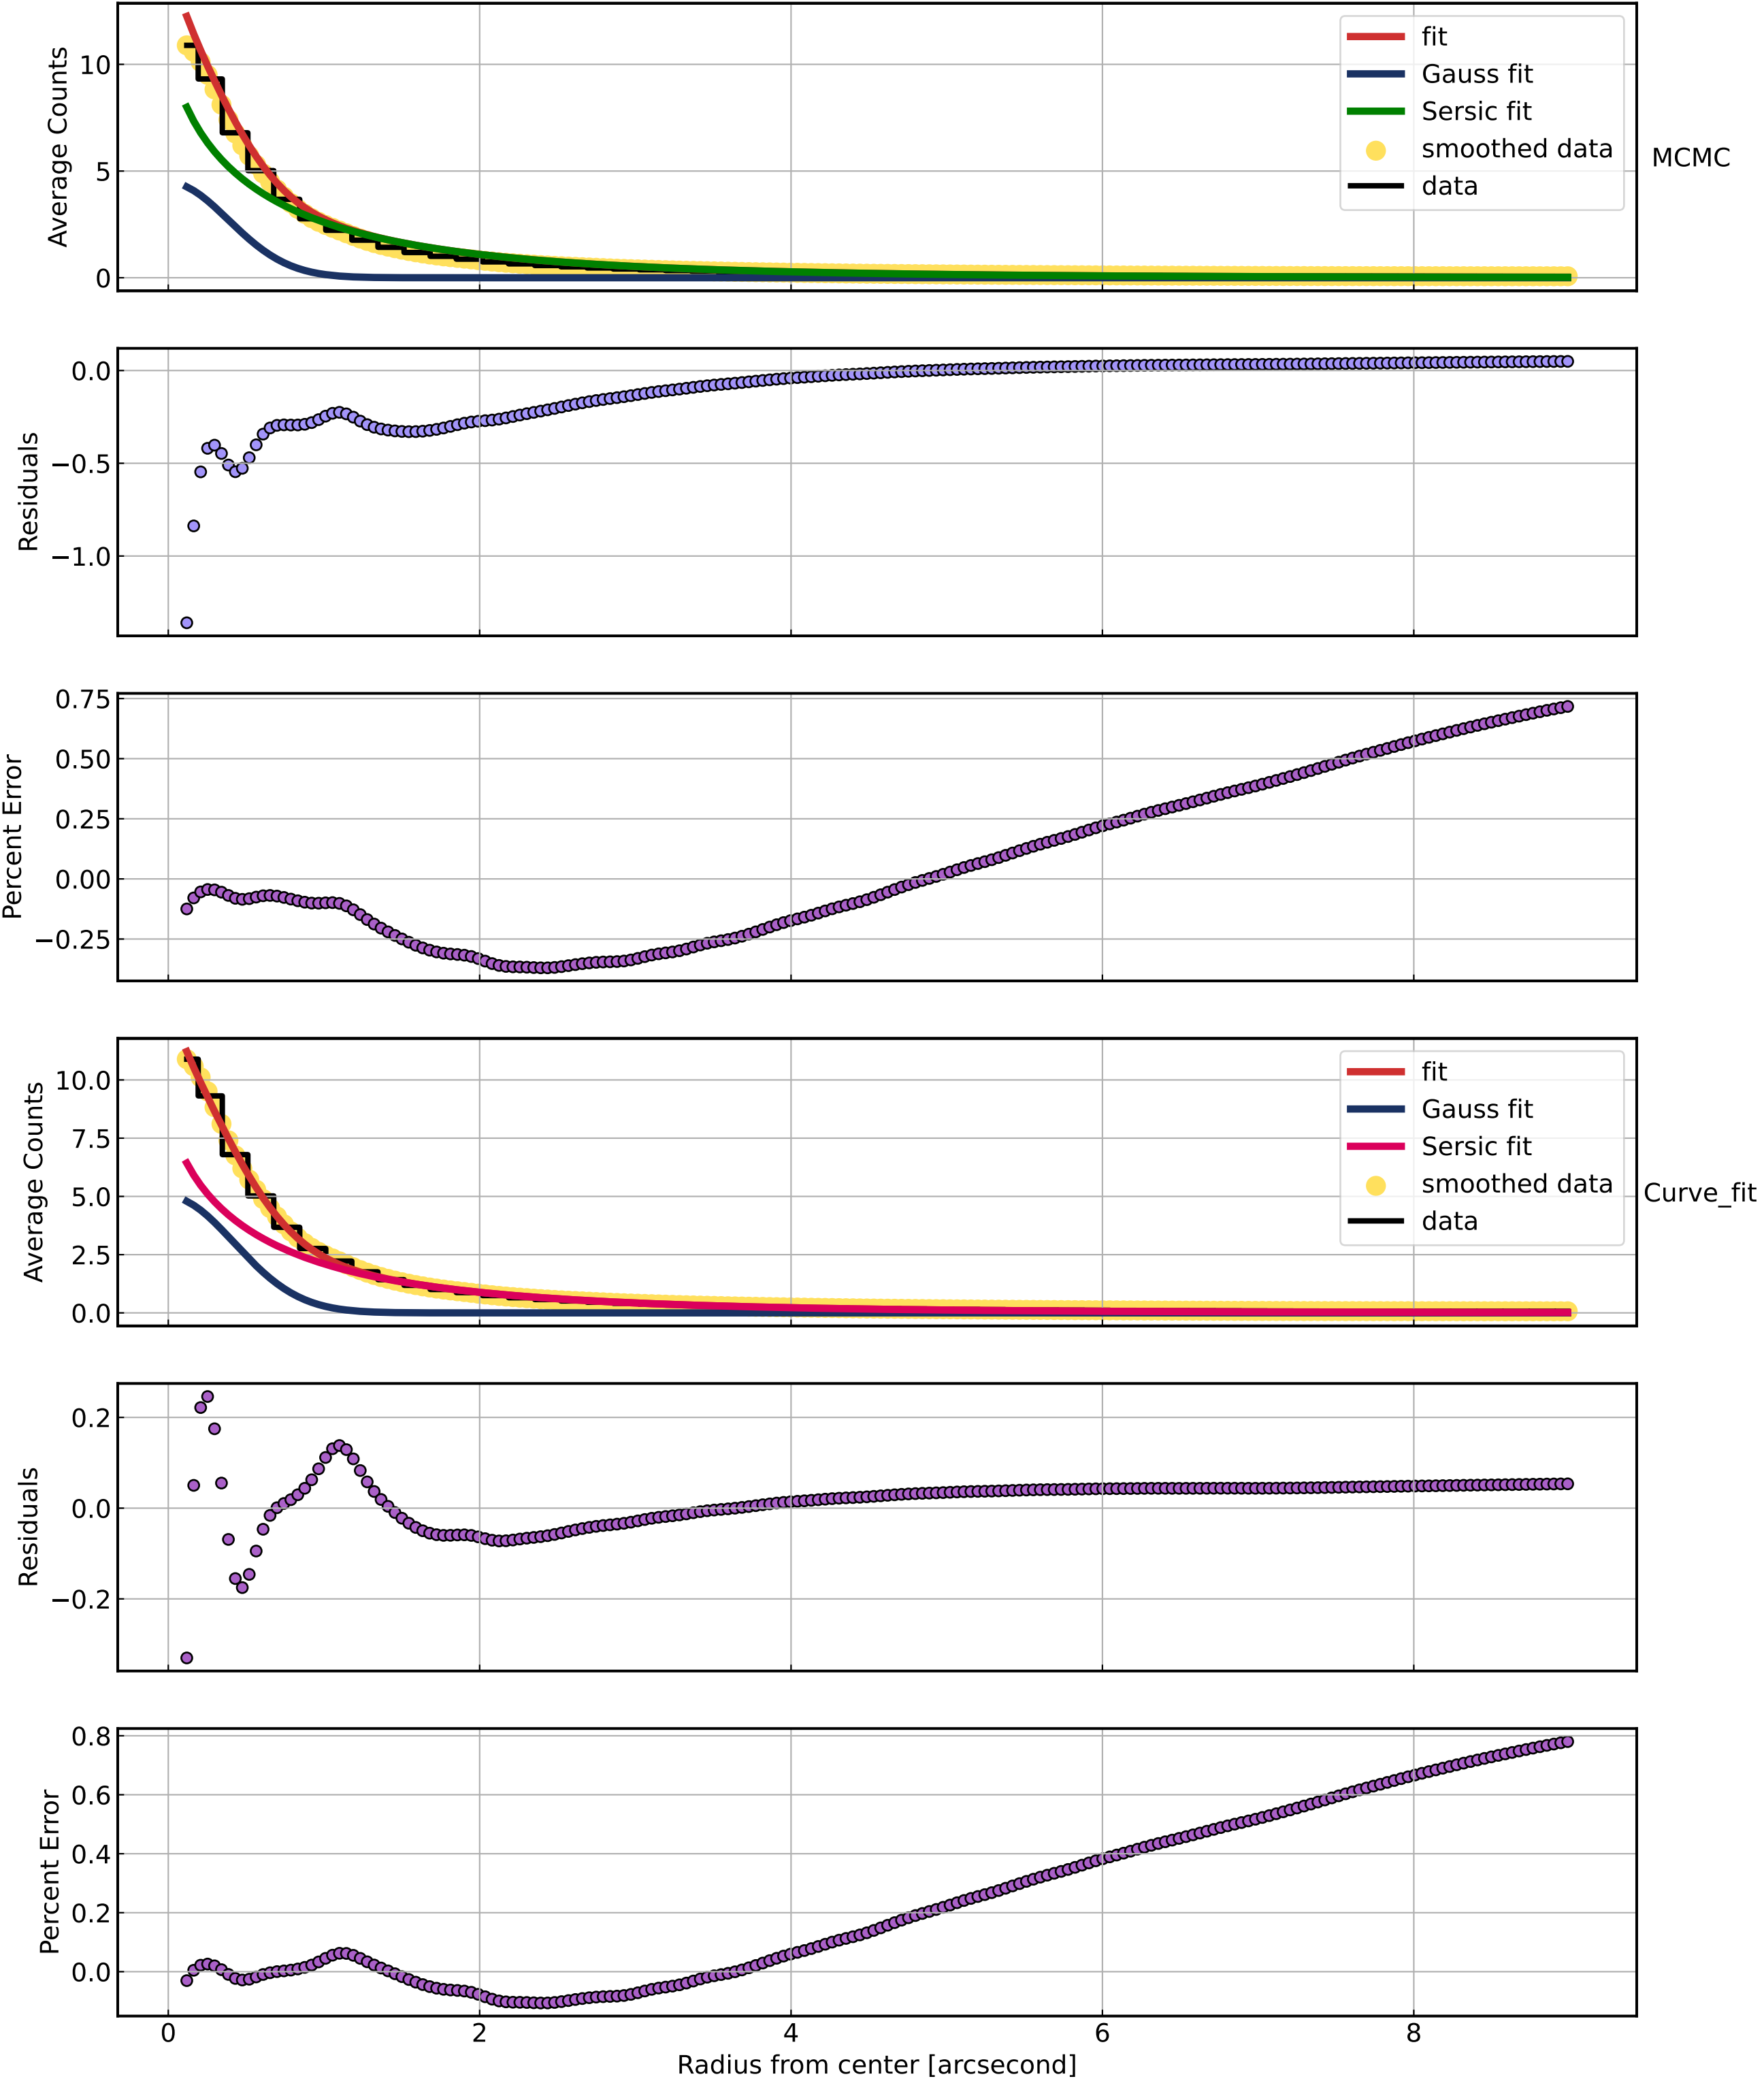 Average Counts
10
5
0
fit
Gauss fit
Sersic fit
smoothed data
data
MCMC
Residuals
0.0
−0.5
−1.0
Percent Error
0.75
0.50
0.25
0.00
−0.25
Average Counts
10.0
7.5
5.0
2.5
0.0
fit
Gauss fit
Sersic fit
smoothed data
data
Curve_fit
Residuals
0.2
0.0
−0.2
Percent Error
0.8
0.6
0.4
0.2
0.0
0 2 4 6 8
Radius from center [arcsecond]